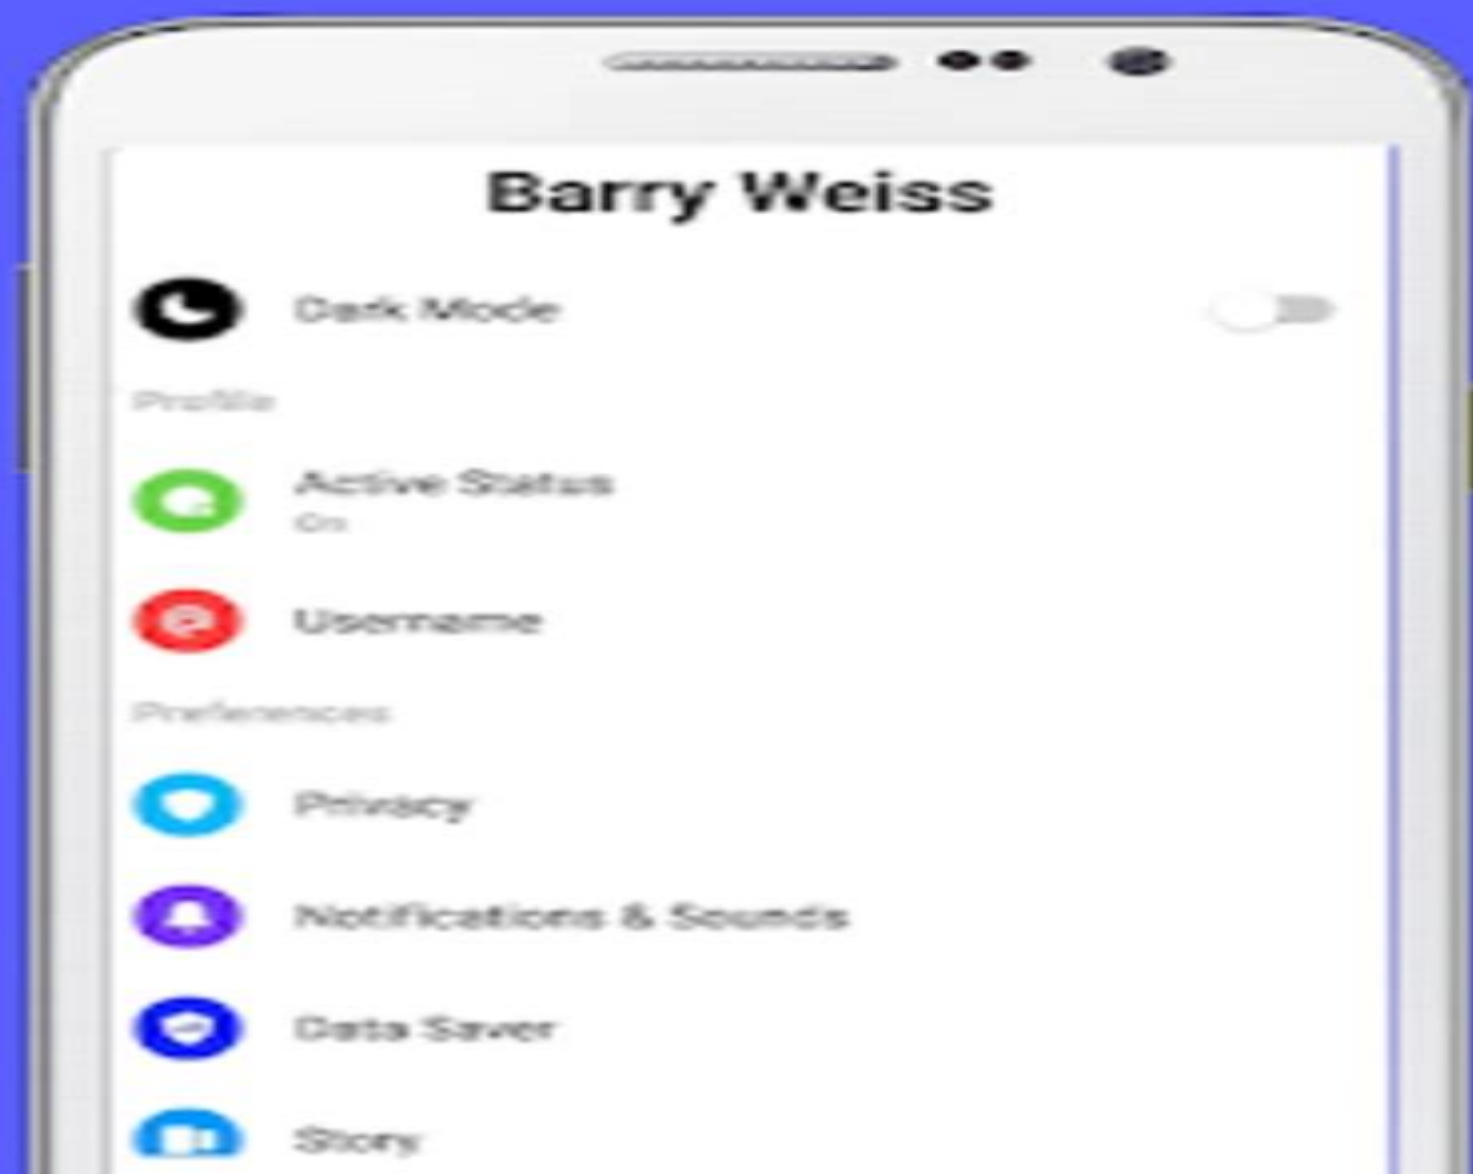 Barry Weiss
Dark Mode
Profile
Active Status
On
Username
Preferences
Privacy
Notifications & Sounds
Data Saver
Story